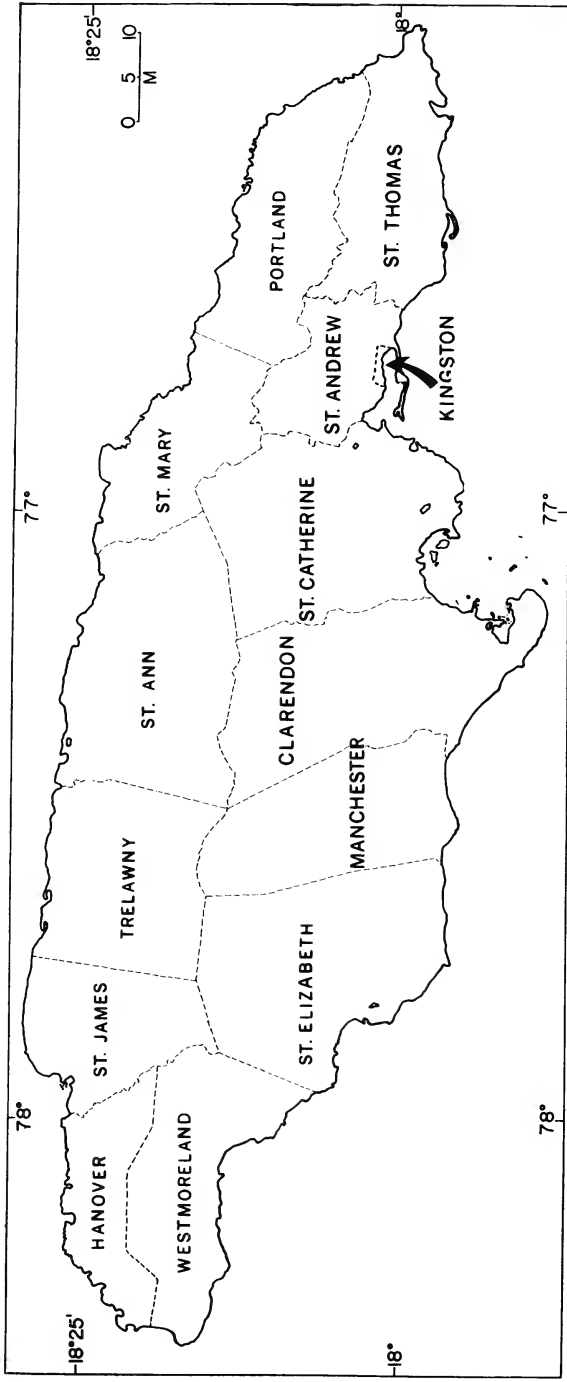 78°
77°
18°25'
18°25'
0 5 10
M
HANOVER
ST. JAMES
TRELAWNY
ST. ANN
ST. MARY
PORTLAND
WESTMORELAND
ST. ELIZABETH
MANCHESTER
CLARENDON
ST. CATHERINE
ST. ANDREW
ST. THOMAS
KINGSTON
18°
18°
78°
77°